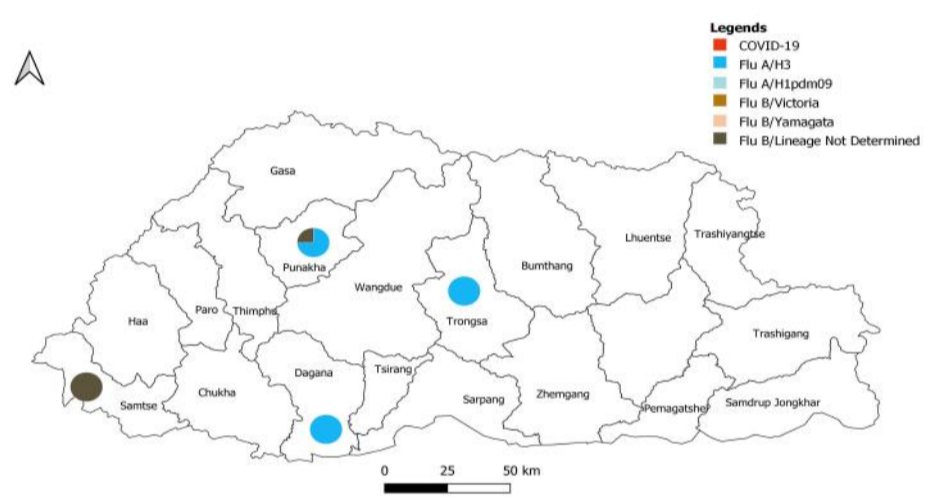 Legends
COVID-19
Flu A/H3
Flu A/H1pdm09
Flu B/Victoria
Flu B/Yamagata
Flu B/Lineage Not Determined
Gasa
Punakha
Lhuentse
Trashiyangtse
Bumthang
Wangdue
Haa
Paro
Thimphu
Trongsa
Trashigang
Dagana
Tsirang
Samtse
Chukha
Sarpang
Zhemgang
Pemagatshel
Samdrup Jongkhar
0 25 50 km